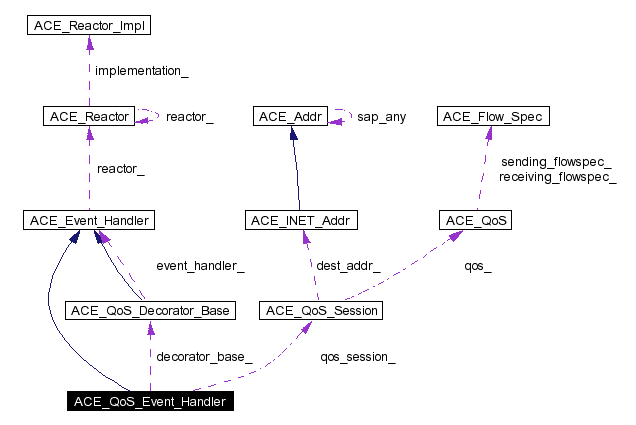 ACE_Reactor_Impl
implementation_
ACE_Reactor
reactor_
ACE_Addr
sap_any
ACE_Flow_Spec
reactor_
sending_flowspec_
receiving_flowspec_
ACE_Event_Handler
ACE_INET_Addr
ACE_QoS
event_handler_
dest_addr_
qos_
ACE_QoS_Decorator_Base
ACE_QoS_Session
decorator_base_
qos_session_
ACE_QoS_Event_Handler